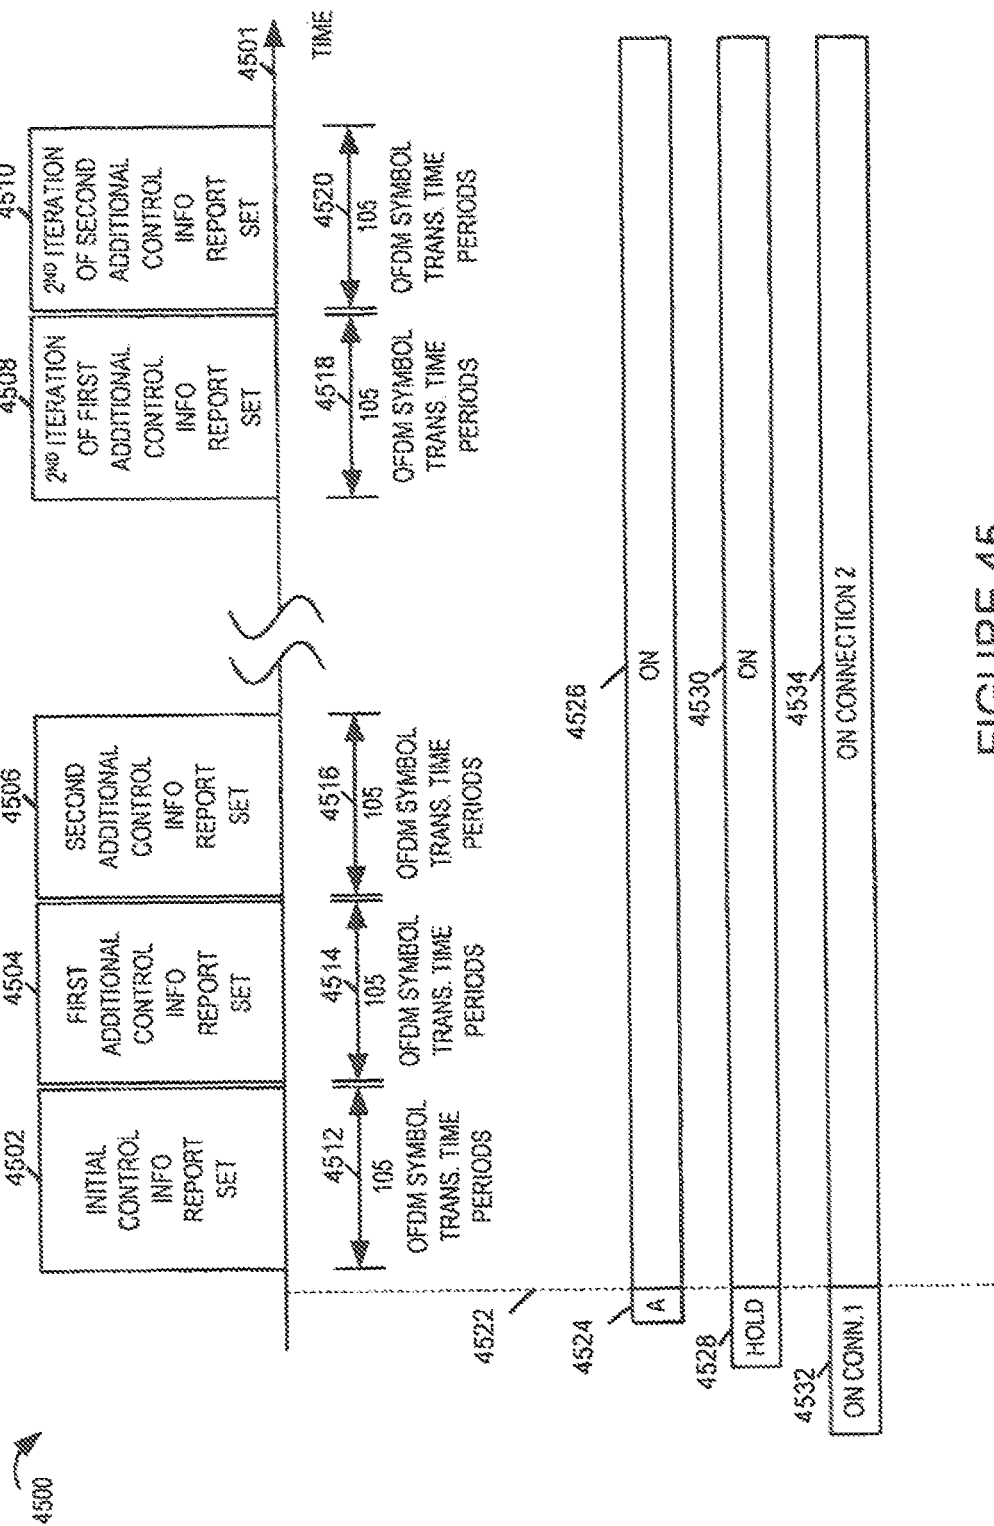 4500
4502
INITIAL
CONTROL
INFO
REPORT
SET
4504
FIRST
ADDITIONAL
CONTROL
INFO
REPORT
SET
4506
SECOND
ADDITIONAL
CONTROL
INFO
REPORT
SET
4508
2ND ITERATION
OF FIRST
ADDITIONAL
CONTROL
INFO
REPORT
SET
4510
2ND ITERATION
OF SECOND
ADDITIONAL
CONTROL
INFO
REPORT
SET
4501
TIME
4512
105
OFDM SYMBOL
TRANS. TIME
PERIODS
4514
105
OFDM SYMBOL
TRANS. TIME
PERIODS
4516
105
OFDM SYMBOL
TRANS. TIME
PERIODS
4518
105
OFDM SYMBOL
TRANS. TIME
PERIODS
4520
105
OFDM SYMBOL
TRANS. TIME
PERIODS
4522
4524
A
4526
ON
4528
HOLD
4530
ON
4532
ON CONN. 1
4534
ON CONNECTION 2
FIGURE 45